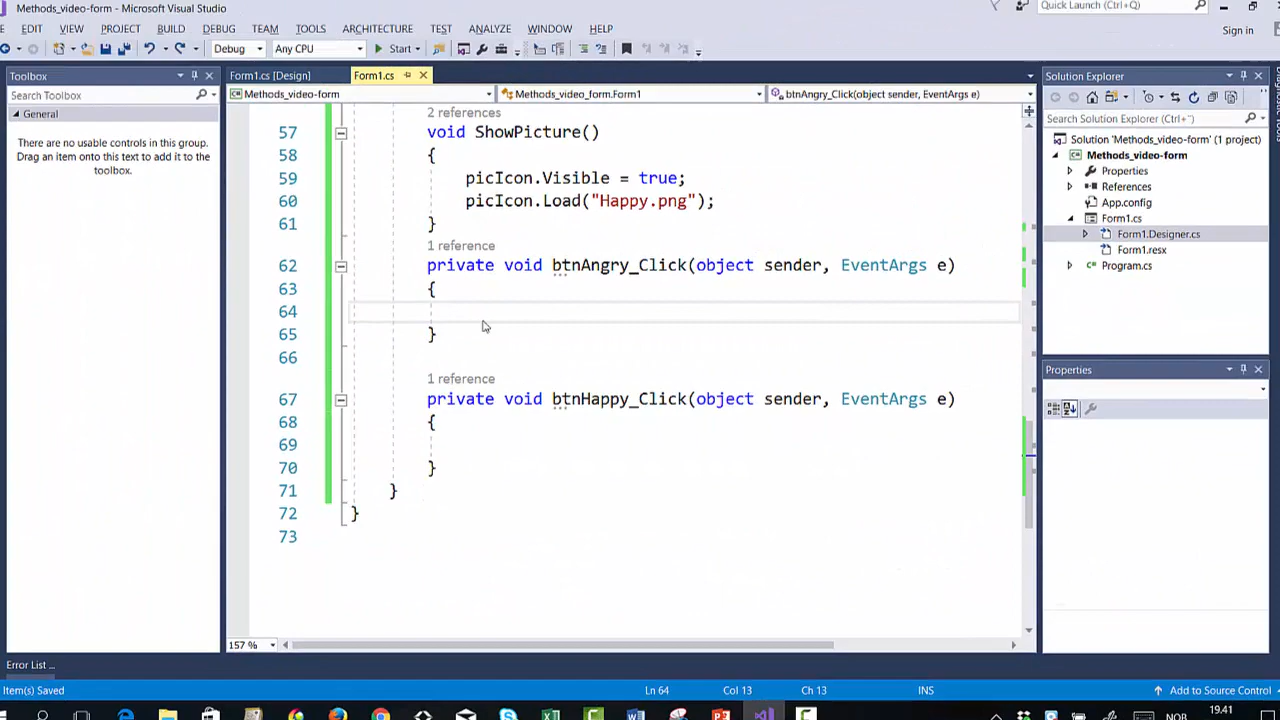 Methods_video-form - Microsoft Visual Studio
Quick Launch (Ctrl+Q)
EDIT VIEW PROJECT BUILD DEBUG TEAM TOOLS ARCHITECTURE TEST ANALYZE WINDOW HELP
Sign in
Debug Any CPU Start
Toolbox
Form1.cs [Design] Form1.cs
Solution Explorer
Search Toolbox
Methods_video-form Methods_video_form.Form1 btnAngry_Click(object sender, EventArgs e)
General
Search Solution Explorer (Ctrl+
There are no usable controls in this group.
Drag an item onto this text to add it to the
toolbox.
2 references
57 void ShowPicture()
58 {
59 picIcon.Visible = true;
60 picIcon.Load("Happy.png");
61 }
1 reference
62 private void btnAngry_Click(object sender, EventArgs e)
63 {
64
65 }
66
1 reference
67 private void btnHappy_Click(object sender, EventArgs e)
68 {
69
70 }
71 }
72 }
73
Solution 'Methods_video-form' (1 project)
Methods_video-form
Properties
References
App.config
Form1.cs
Form1.Designer.cs
Form1.resx
Program.cs
Properties
157 %
Error List ...
Item(s) Saved Ln 64 Col 13 Ch 13 INS Add to Source Control
NOR 19.41